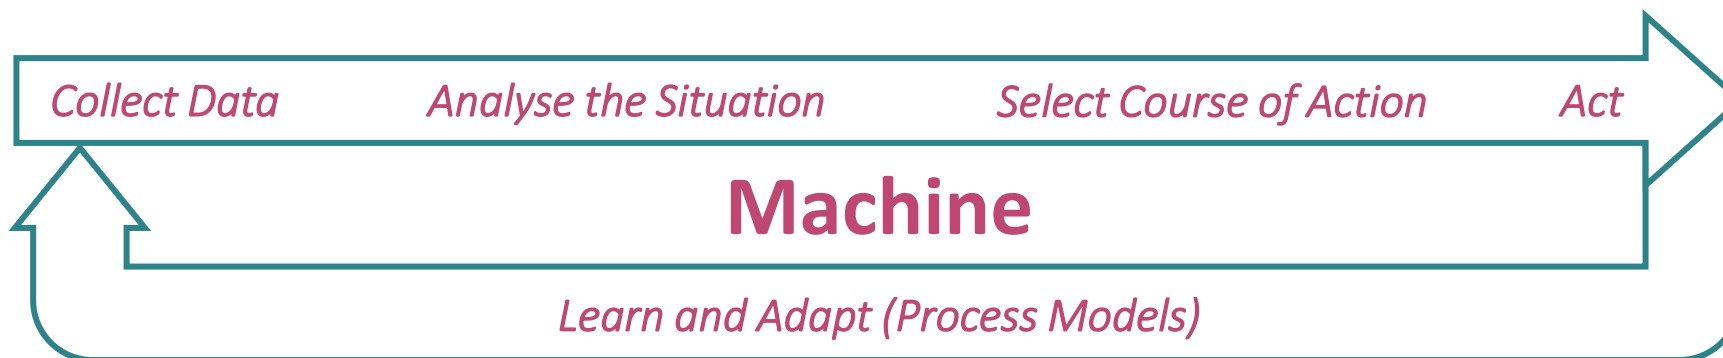 Collect Data Analyse the Situation Select Course of Action Act
Machine
Learn and Adapt (Process Models)